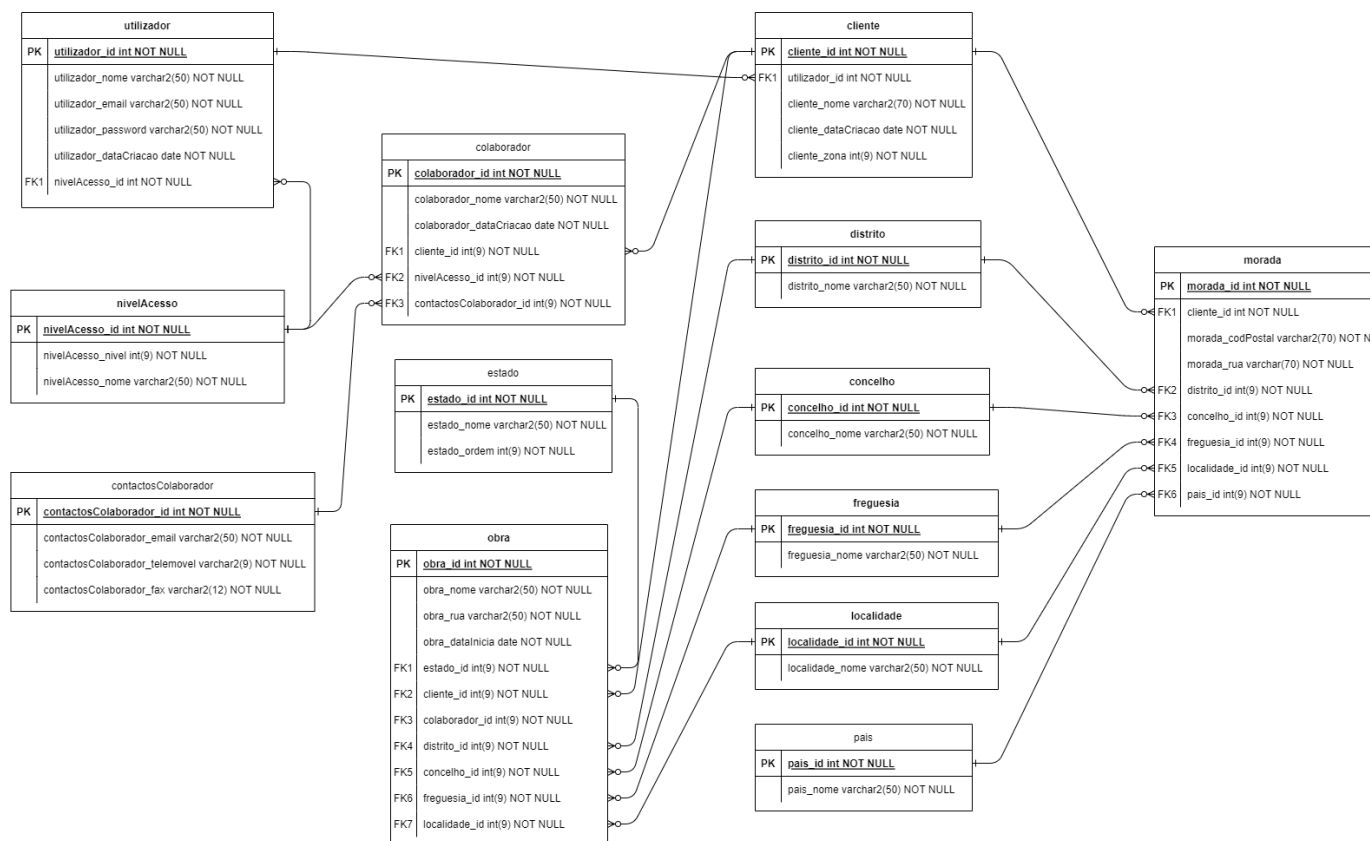 utilizador
PK utilizador_id int NOT NULL
utilizador_nome varchar2(50) NOT NULL
utilizador_email varchar2(50) NOT NULL
utilizador_password varchar2(50) NOT NULL
utilizador_dataCriacao date NOT NULL
FK1 nivelAcesso_id int NOT NULL
nivelAcesso
PK nivelAcesso_id int NOT NULL
nivelAcesso_nivel int(9) NOT NULL
nivelAcesso_nome varchar2(50) NOT NULL
contactosColaborador
PK contactosColaborador_id int NOT NULL
contactosColaborador_email varchar2(50) NOT NULL
contactosColaborador_telemovel varchar2(9) NOT NULL
contactosColaborador_fax varchar2(12) NOT NULL
colaborador
PK colaborador_id int NOT NULL
colaborador_nome varchar2(50) NOT NULL
colaborador_dataCriacao date NOT NULL
FK1 cliente_id int(9) NOT NULL
FK2 nivelAcesso_id int(9) NOT NULL
FK3 contactosColaborador_id int(9) NOT NULL
estado
PK estado_id int NOT NULL
estado_nome varchar2(50) NOT NULL
estado_ordem int(9) NOT NULL
obra
PK obra_id int NOT NULL
obra_nome varchar2(50) NOT NULL
obra_rua varchar2(50) NOT NULL
obra_dataInicia date NOT NULL
FK1 estado_id int(9) NOT NULL
FK2 cliente_id int(9) NOT NULL
FK3 colaborador_id int(9) NOT NULL
FK4 distrito_id int(9) NOT NULL
FK5 concelho_id int(9) NOT NULL
FK6 freguesia_id int(9) NOT NULL
FK7 localidade_id int(9) NOT NULL
cliente
PK cliente_id int NOT NULL
FK1 utilizador_id int NOT NULL
cliente_nome varchar2(70) NOT NULL
cliente_dataCriacao date NOT NULL
cliente_zona int(9) NOT NULL
distrito
PK distrito_id int NOT NULL
distrito_nome varchar2(50) NOT NULL
concelho
PK concelho_id int NOT NULL
concelho_nome varchar2(50) NOT NULL
freguesia
PK freguesia_id int NOT NULL
freguesia_nome varchar2(50) NOT NULL
localidade
PK localidade_id int NOT NULL
localidade_nome varchar2(50) NOT NULL
pais
PK pais_id int NOT NULL
pais_nome varchar2(50) NOT NULL
morada
PK morada_id int NOT NULL
FK1 cliente_id int NOT NULL
morada_codPostal varchar2(70) NOT N
morada_rua varchar(70) NOT NULL
FK2 distrito_id int(9) NOT NULL
FK3 concelho_id int(9) NOT NULL
FK4 freguesia_id int(9) NOT NULL
FK5 localidade_id int(9) NOT NULL
FK6 pais_id int(9) NOT NULL